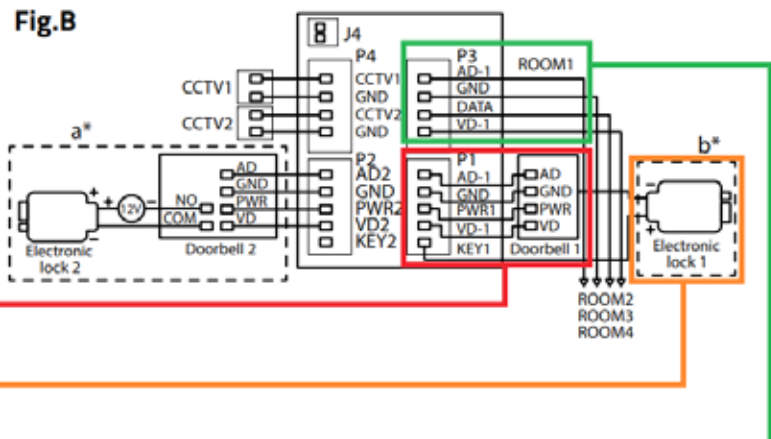 Fig.B
J4
P4
CCTV1
GND
CCTV2
GND
CCTV1
CCTV2
P3
AD-1
GND
DATA
VD-1
ROOM1
a*
Electronic
lock 2
+
−
+
12V
−
NO
COM
AD
GND
PWR
VD
Doorbell 2
P2
AD2
GND
PWR2
VD2
KEY2
P1
AD-1
GND
PWR1
VD-1
KEY1
AD
GND
PWR
VD
Doorbell 1
b*
−
+
Electronic
lock 1
ROOM2
ROOM3
ROOM4